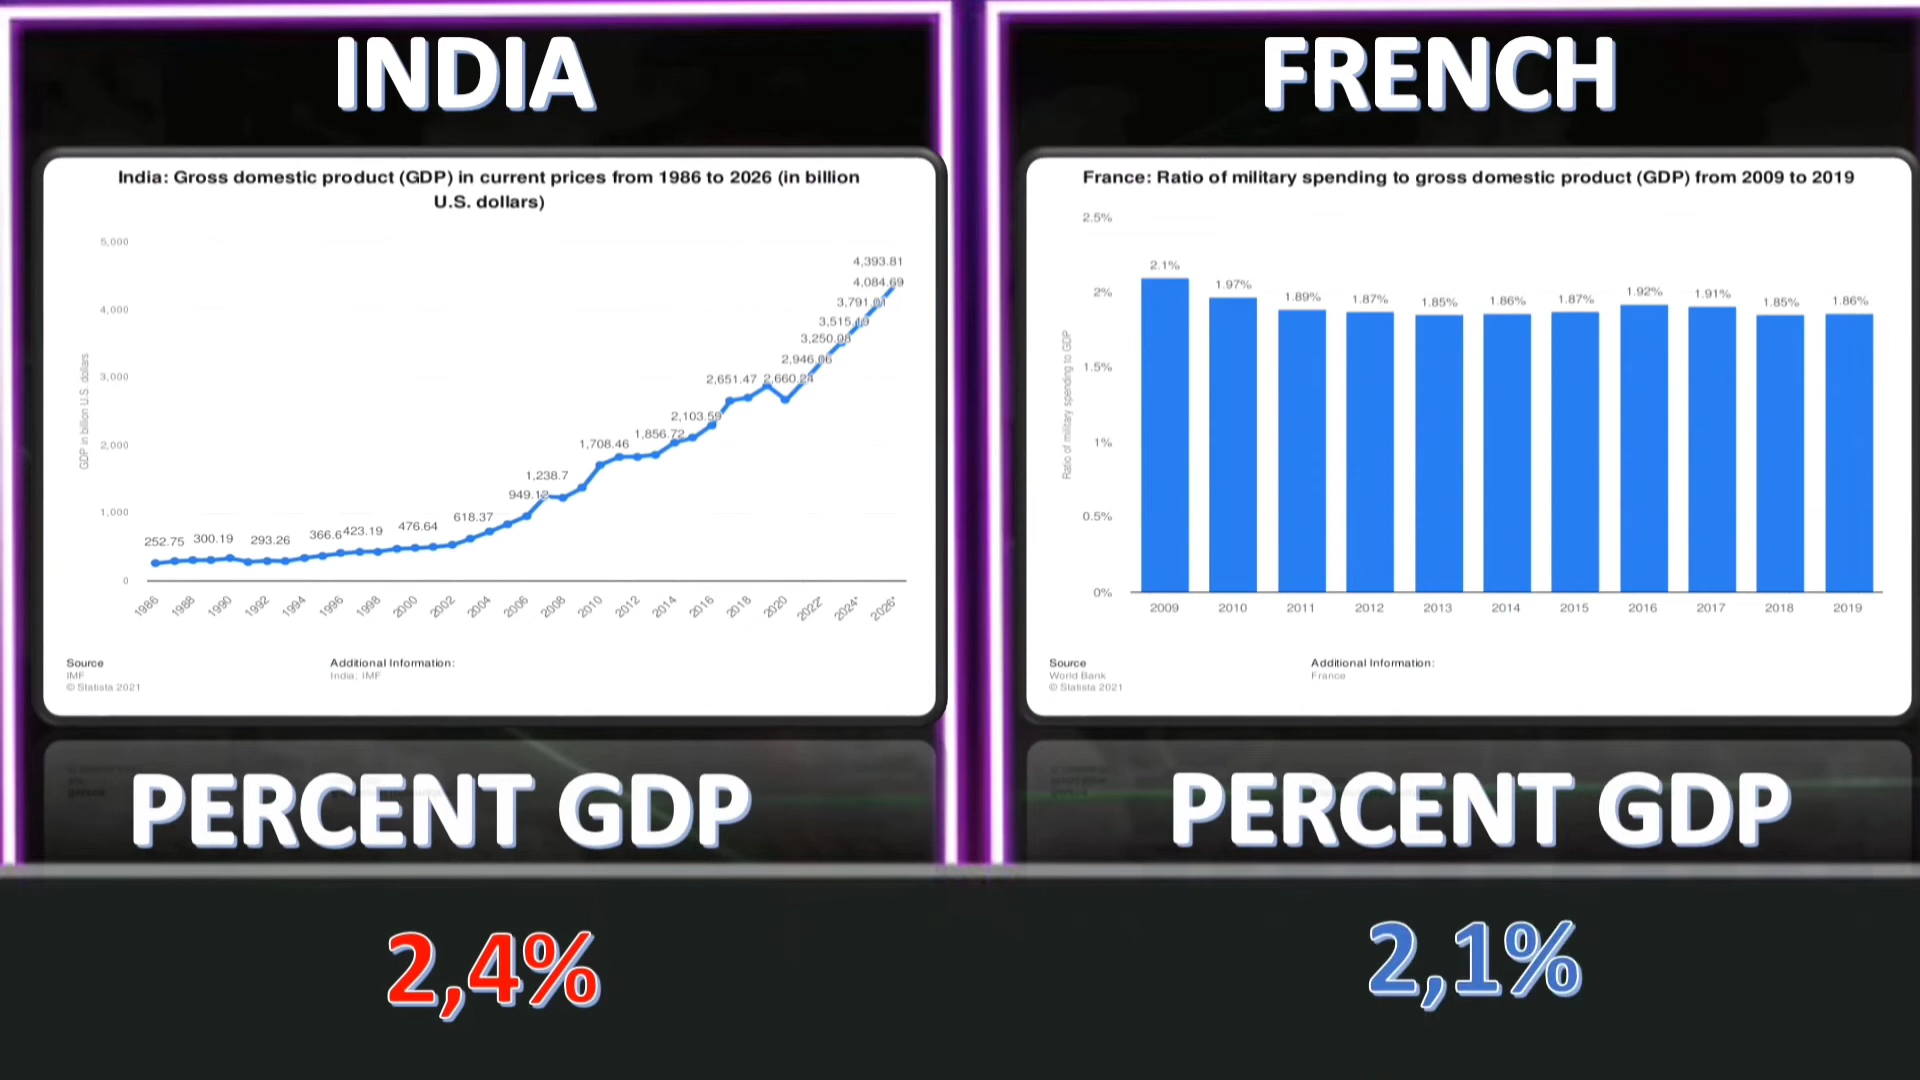 INDIA
India: Gross domestic product (GDP) in current prices from 1986 to 2026 (in billion
U.S. dollars)
GDP in billion U.S. dollars
5,000
4,000
3,000
2,000
1,000
0
252.75
300.19
293.26
366.6
423.19
476.64
618.37
949.12
1,238.7
1,708.46
1,856.72
2,103.59
2,651.47
2,660.24
2,946.06
3,250.08
3,515.49
3,791.01
4,084.69
4,393.81
1986 1988 1990 1992 1994 1996 1998 2000 2002 2004 2006 2008 2010 2012 2014 2016 2018 2020 2022* 2024* 2026*
Source
IMF
© Statista 2021
Additional Information:
India; IMF
PERCENT GDP
2,4%
FRENCH
France: Ratio of military spending to gross domestic product (GDP) from 2009 to 2019
Ratio of military spending to GDP
2.5%
2%
1.5%
1%
0.5%
0%
2.1% 1.97% 1.89% 1.87% 1.85% 1.86% 1.87% 1.92% 1.91% 1.85% 1.86%
2009 2010 2011 2012 2013 2014 2015 2016 2017 2018 2019
Source
World Bank
© Statista 2021
Additional Information:
France
PERCENT GDP
2,1%